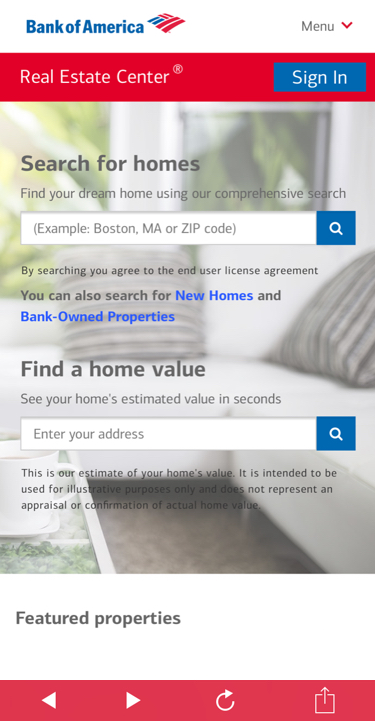 Bank of America
Menu
Real Estate Center ®
Sign In
Search for homes
Find your dream home using our comprehensive search
(Example: Boston, MA or ZIP code)
By searching you agree to the end user license agreement
You can also search for New Homes and
Bank-Owned Properties
Find a home value
See your home's estimated value in seconds
Enter your address
This is our estimate of your home's value. It is intended to be
used for illustrative purposes only and does not represent an
appraisal or confirmation of actual home value.
Featured properties